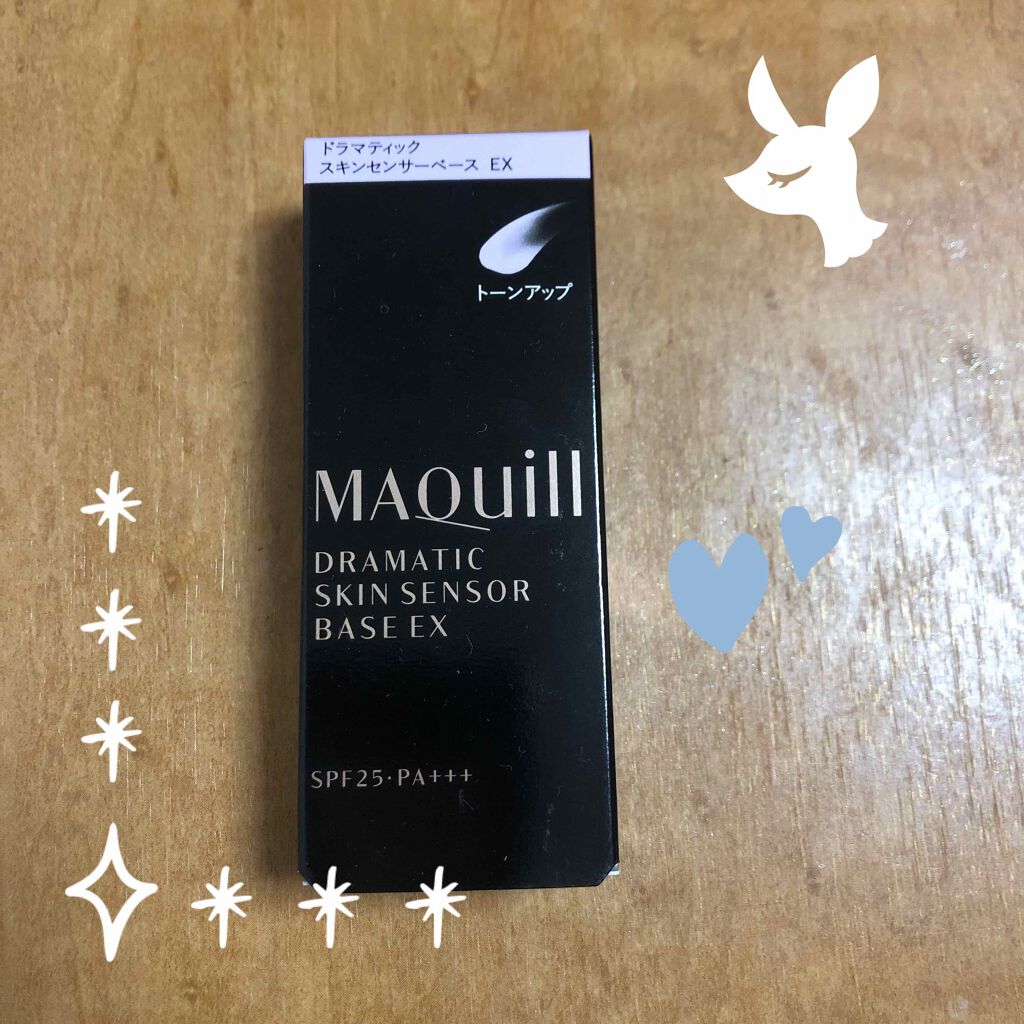 ドラマティック
スキンセンサーベース EX
トーンアップ
MAQuill
DRAMATIC
SKIN SENSOR
BASE EX
SPF25・PA+++